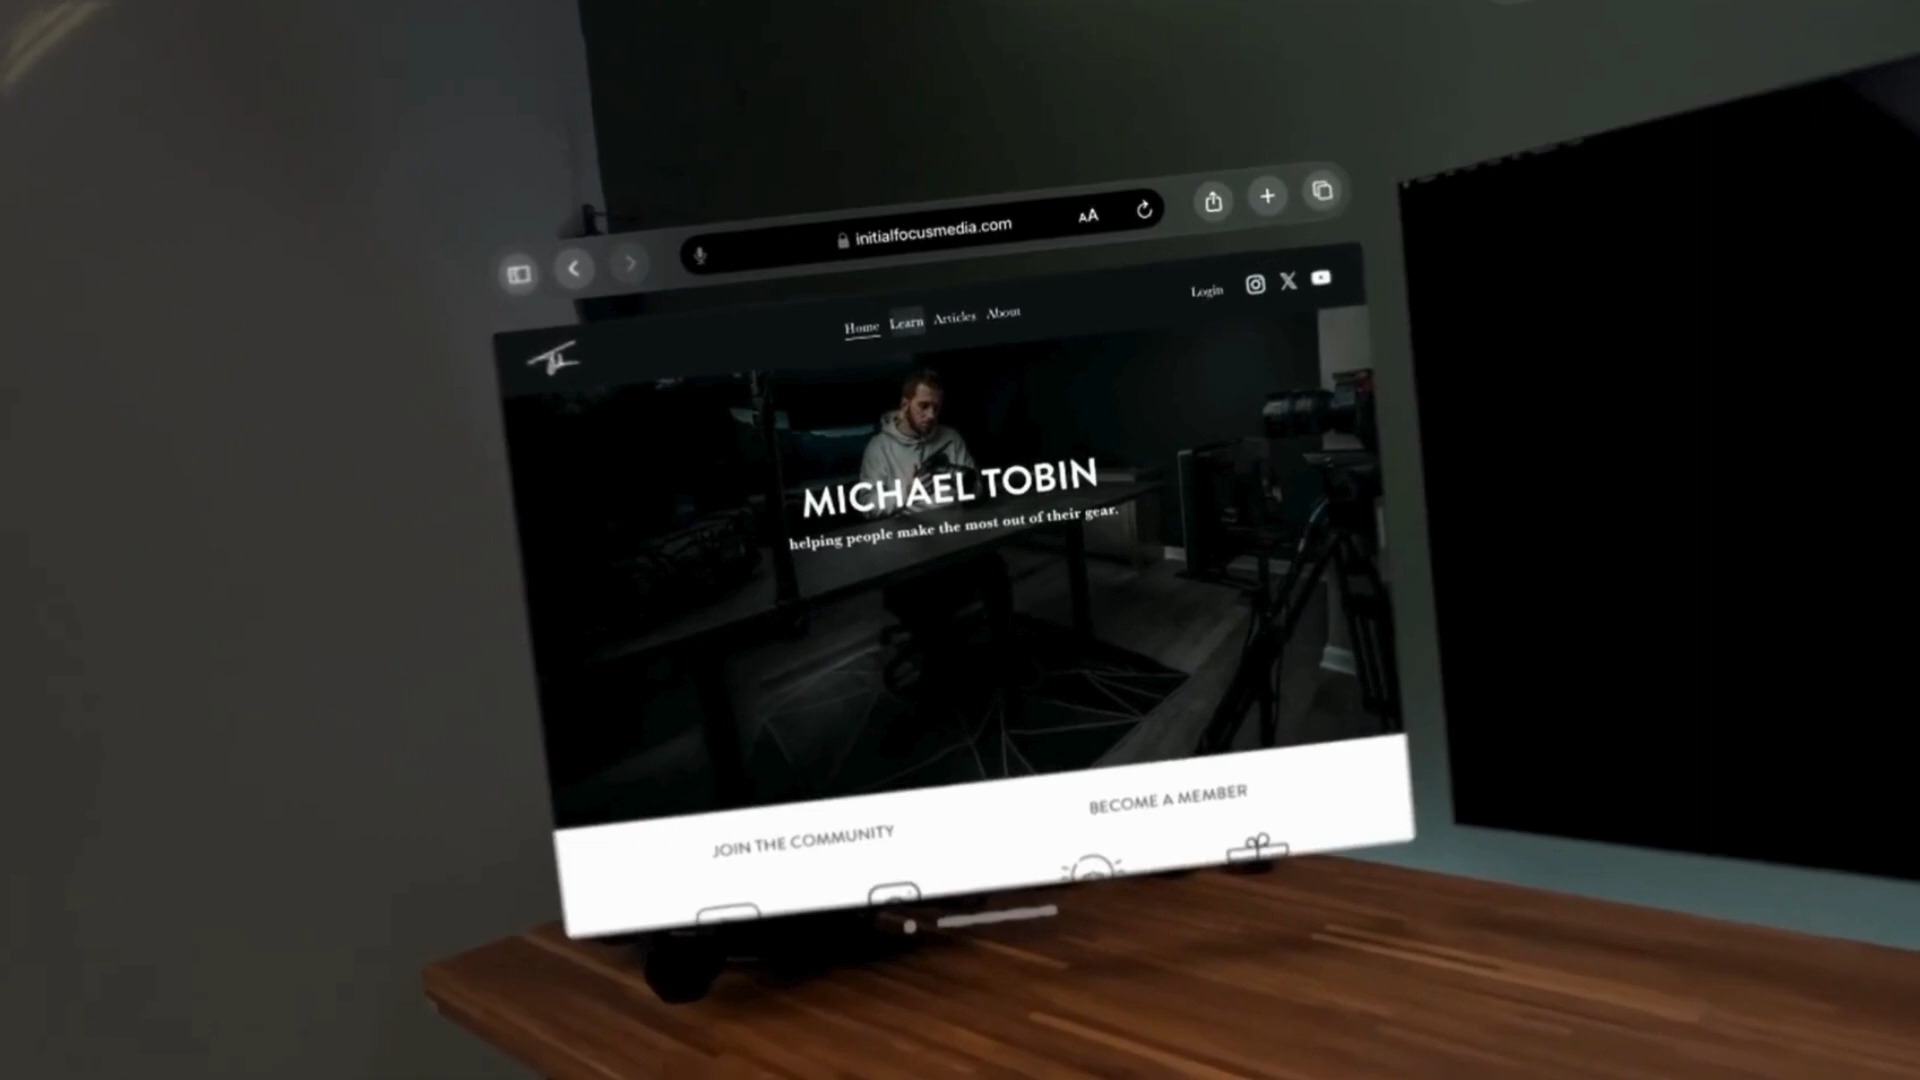 initialfocusmedia.com
AA
Login
Home Learn Articles About
MICHAEL TOBIN
helping people make the most out of their gear.
JOIN THE COMMUNITY
BECOME A MEMBER